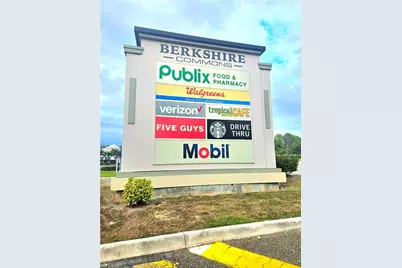 BERKSHIRE
COMMONS
Publix FOOD &
& PHARMACY
Walgreens
verizon
tropical
CAFE
FIVE GUYS
DRIVE
THRU
Mobil